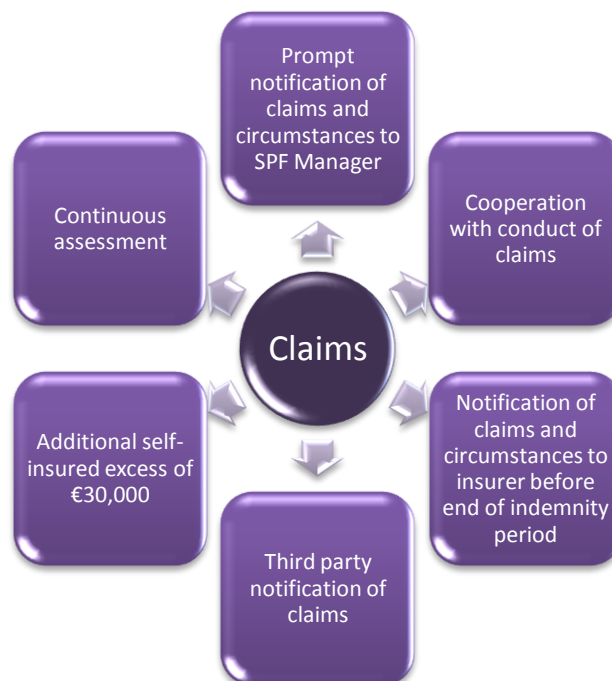 Prompt
notification of
claims and
circumstances to
SPF Manager
Cooperation
with conduct of
claims
Notification of
claims and
circumstances to
insurer before
end of indemnity
period
Third party
notification of
claims
Additional self-
insured excess of
€30,000
Continuous
assessment
Claims